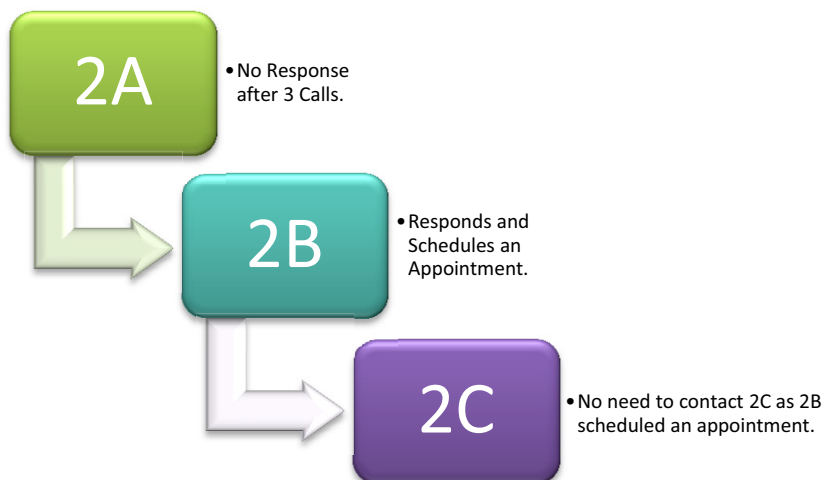 2A
•No Response
after 3 Calls.
2B
•Responds and
Schedules an
Appointment.
2C
•No need to contact 2C as 2B
scheduled an appointment.